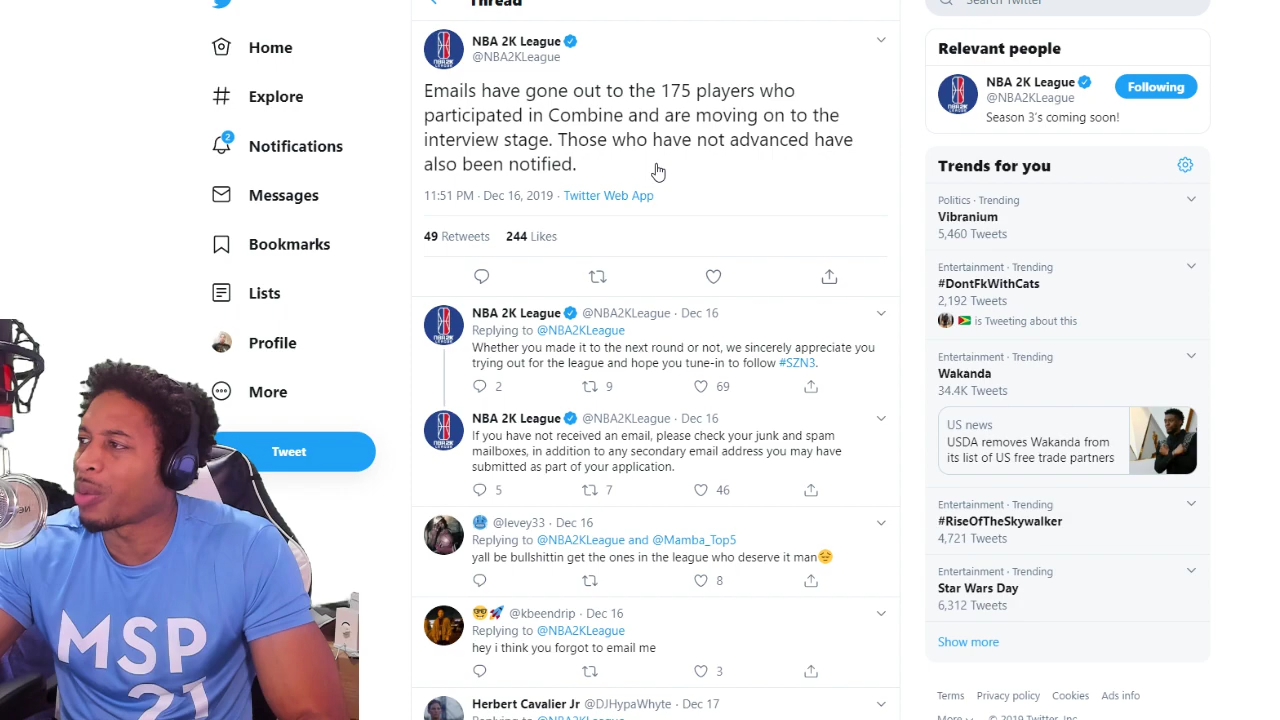 Thread
Search Twitter
Home
Explore
2
Notifications
Messages
Bookmarks
Lists
Profile
More
Tweet
NBA 2K League
@NBA2KLeague
Emails have gone out to the 175 players who
participated in Combine and are moving on to the
interview stage. Those who have not advanced have
also been notified.
11:51 PM · Dec 16, 2019 · Twitter Web App
49 Retweets 244 Likes
NBA 2K League @NBA2KLeague · Dec 16
Replying to @NBA2KLeague
Whether you made it to the next round or not, we sincerely appreciate you
trying out for the league and hope you tune-in to follow #SZN3.
2 9 69
NBA 2K League @NBA2KLeague · Dec 16
If you have not received an email, please check your junk and spam
mailboxes, in addition to any secondary email address you may have
submitted as part of your application.
5 7 46
@levey33 · Dec 16
Replying to @NBA2KLeague and @Mamba_Top5
yall be bullshittin get the ones in the league who deserve it man😔
8
🤓🚀 @kbeendrip · Dec 16
Replying to @NBA2KLeague
hey i think you forgot to email me
3
Herbert Cavalier Jr @DJHypaWhyte · Dec 17
Replying to @NBA2KLeague
Relevant people
NBA 2K League
@NBA2KLeague
Following
Season 3's coming soon!
Trends for you
Politics · Trending
Vibranium
5,460 Tweets
Entertainment · Trending
#DontFkWithCats
2,192 Tweets
is Tweeting about this
Entertainment · Trending
Wakanda
34.4K Tweets
US news
USDA removes Wakanda from
its list of US free trade partners
Entertainment · Trending
#RiseOfTheSkywalker
4,721 Tweets
Entertainment · Trending
Star Wars Day
6,312 Tweets
Show more
Terms Privacy policy Cookies Ads info
More © 2019 Twitter, Inc.
MSP
21